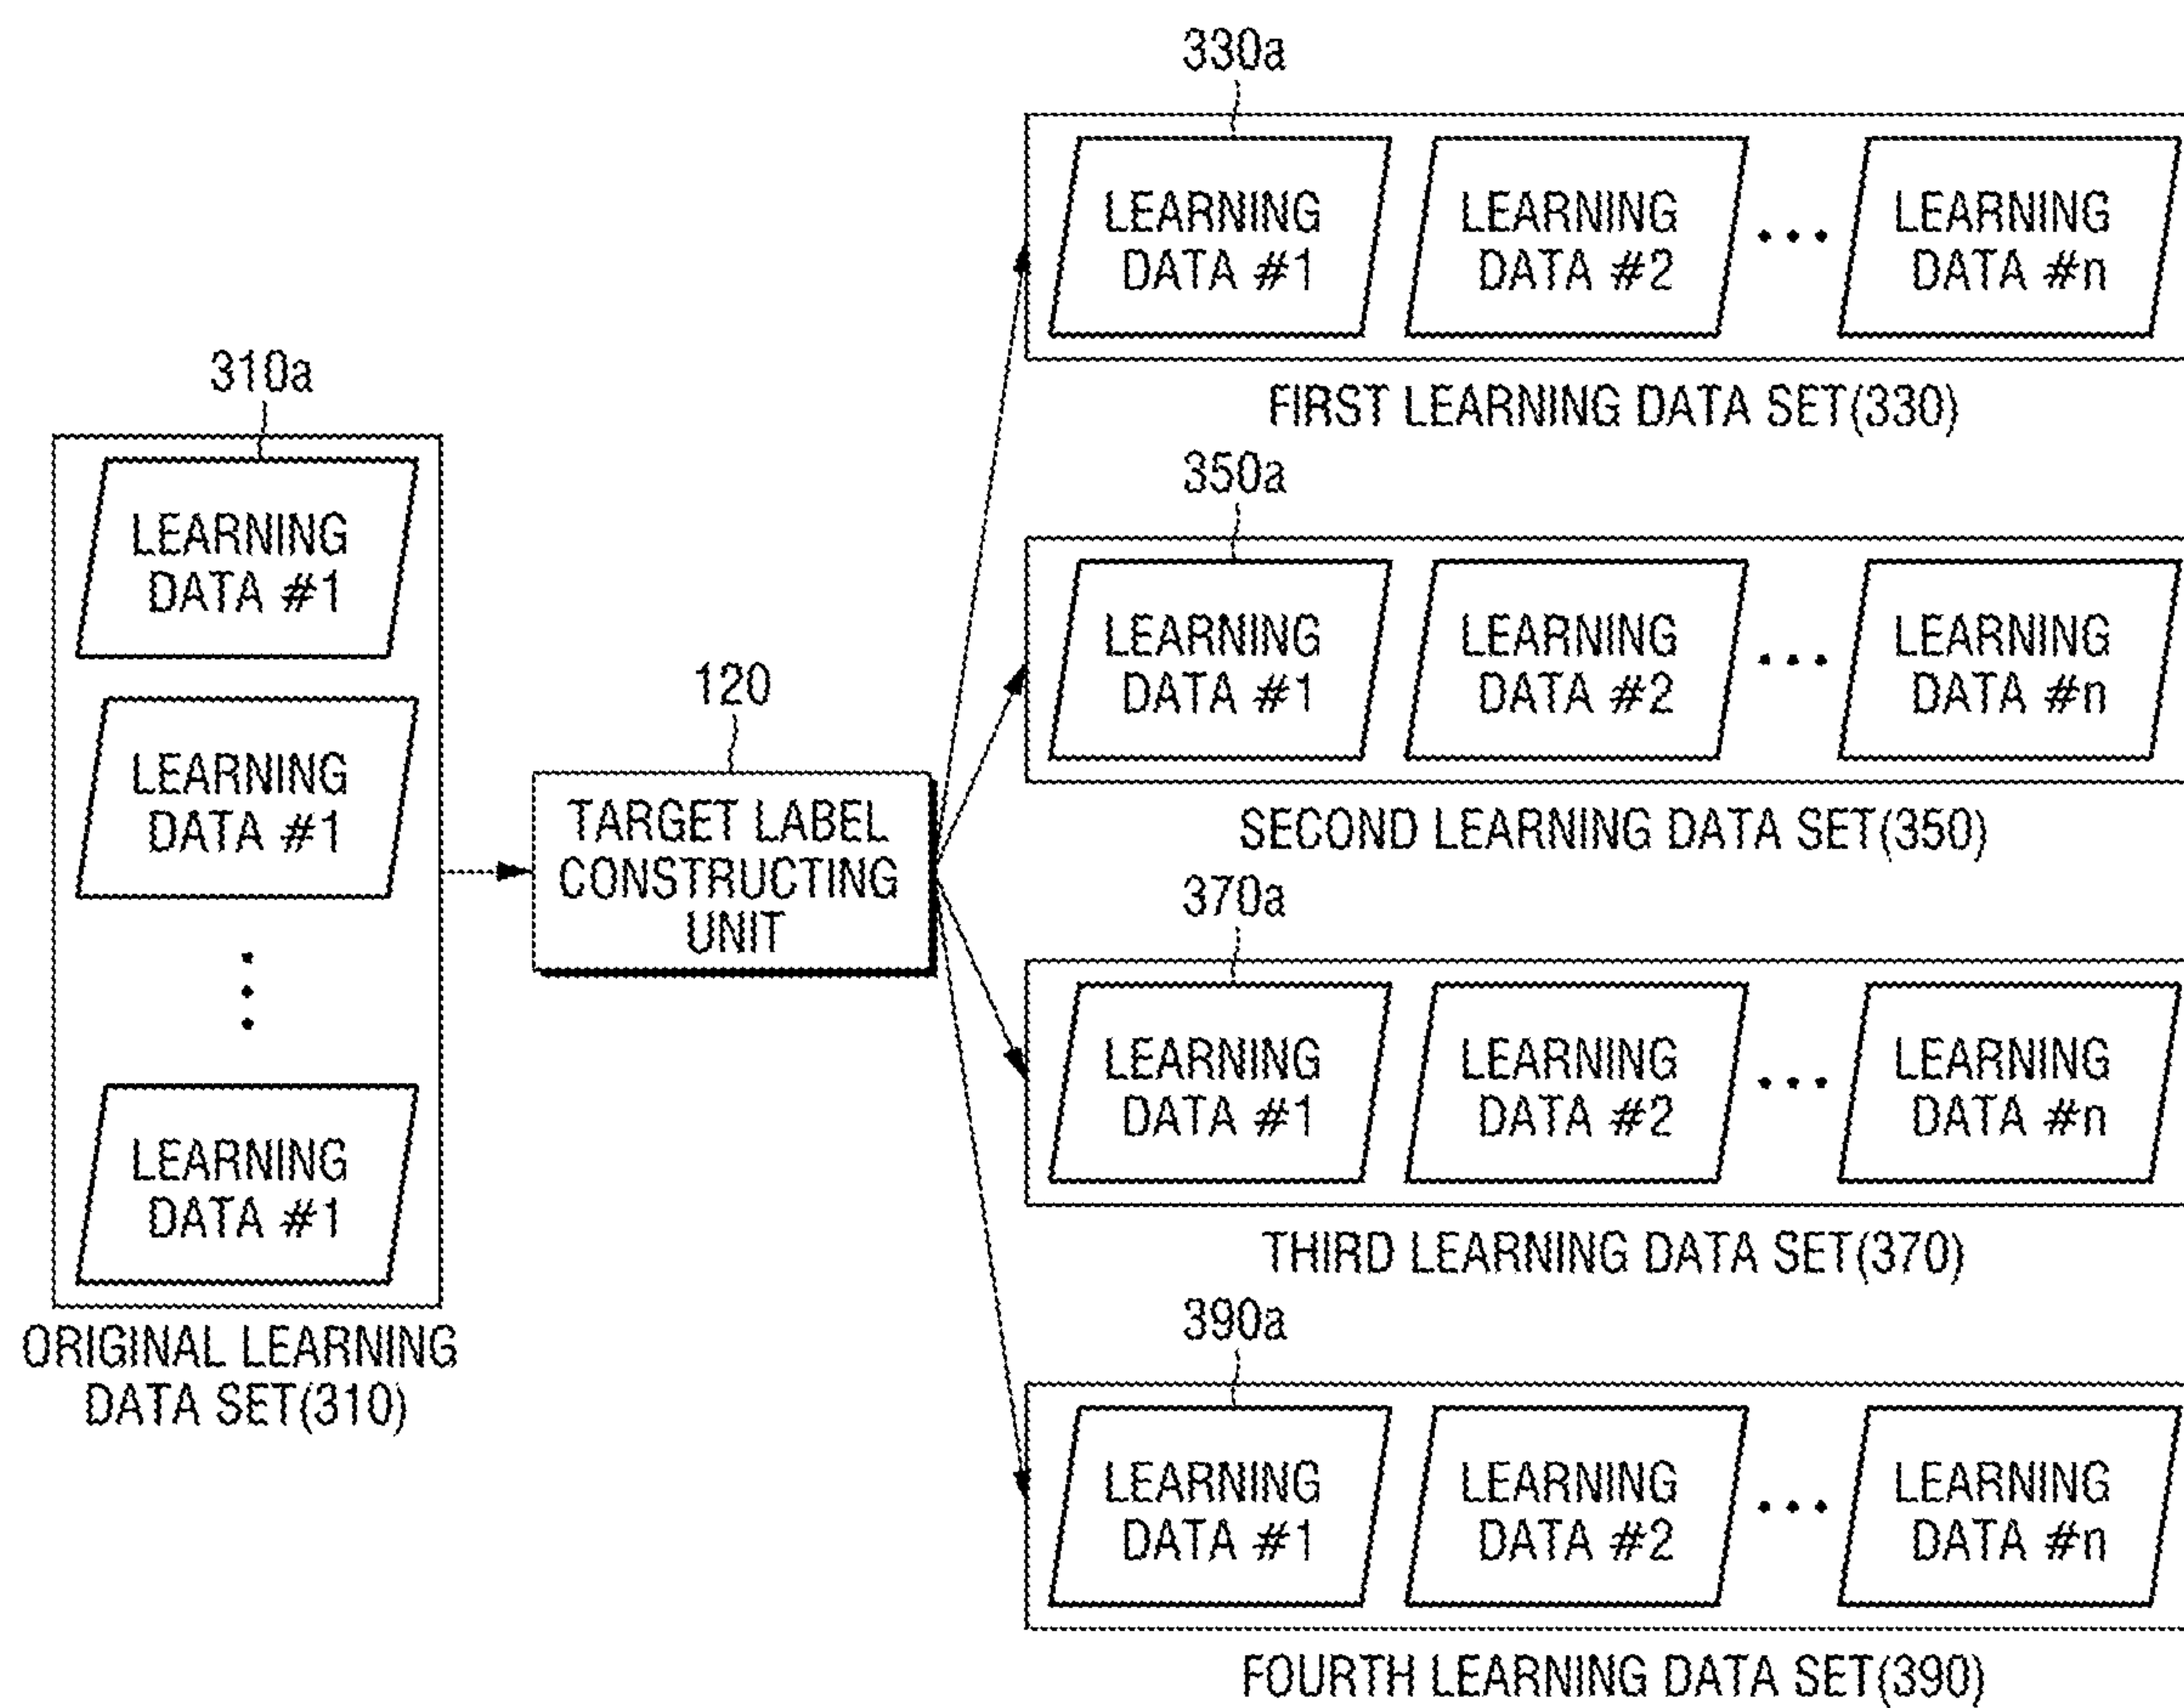 310a
LEARNING
DATA #1
LEARNING
DATA #1
LEARNING
DATA #1
ORIGINAL LEARNING
DATA SET(310)
120
TARGET LABEL
CONSTRUCTING
UNIT
330a
LEARNING
DATA #1
LEARNING
DATA #2
LEARNING
DATA #n
FIRST LEARNING DATA SET(330)
350a
LEARNING
DATA #1
LEARNING
DATA #2
LEARNING
DATA #n
SECOND LEARNING DATA SET(350)
370a
LEARNING
DATA #1
LEARNING
DATA #2
LEARNING
DATA #n
THIRD LEARNING DATA SET(370)
390a
LEARNING
DATA #1
LEARNING
DATA #2
LEARNING
DATA #n
FOURTH LEARNING DATA SET(390)